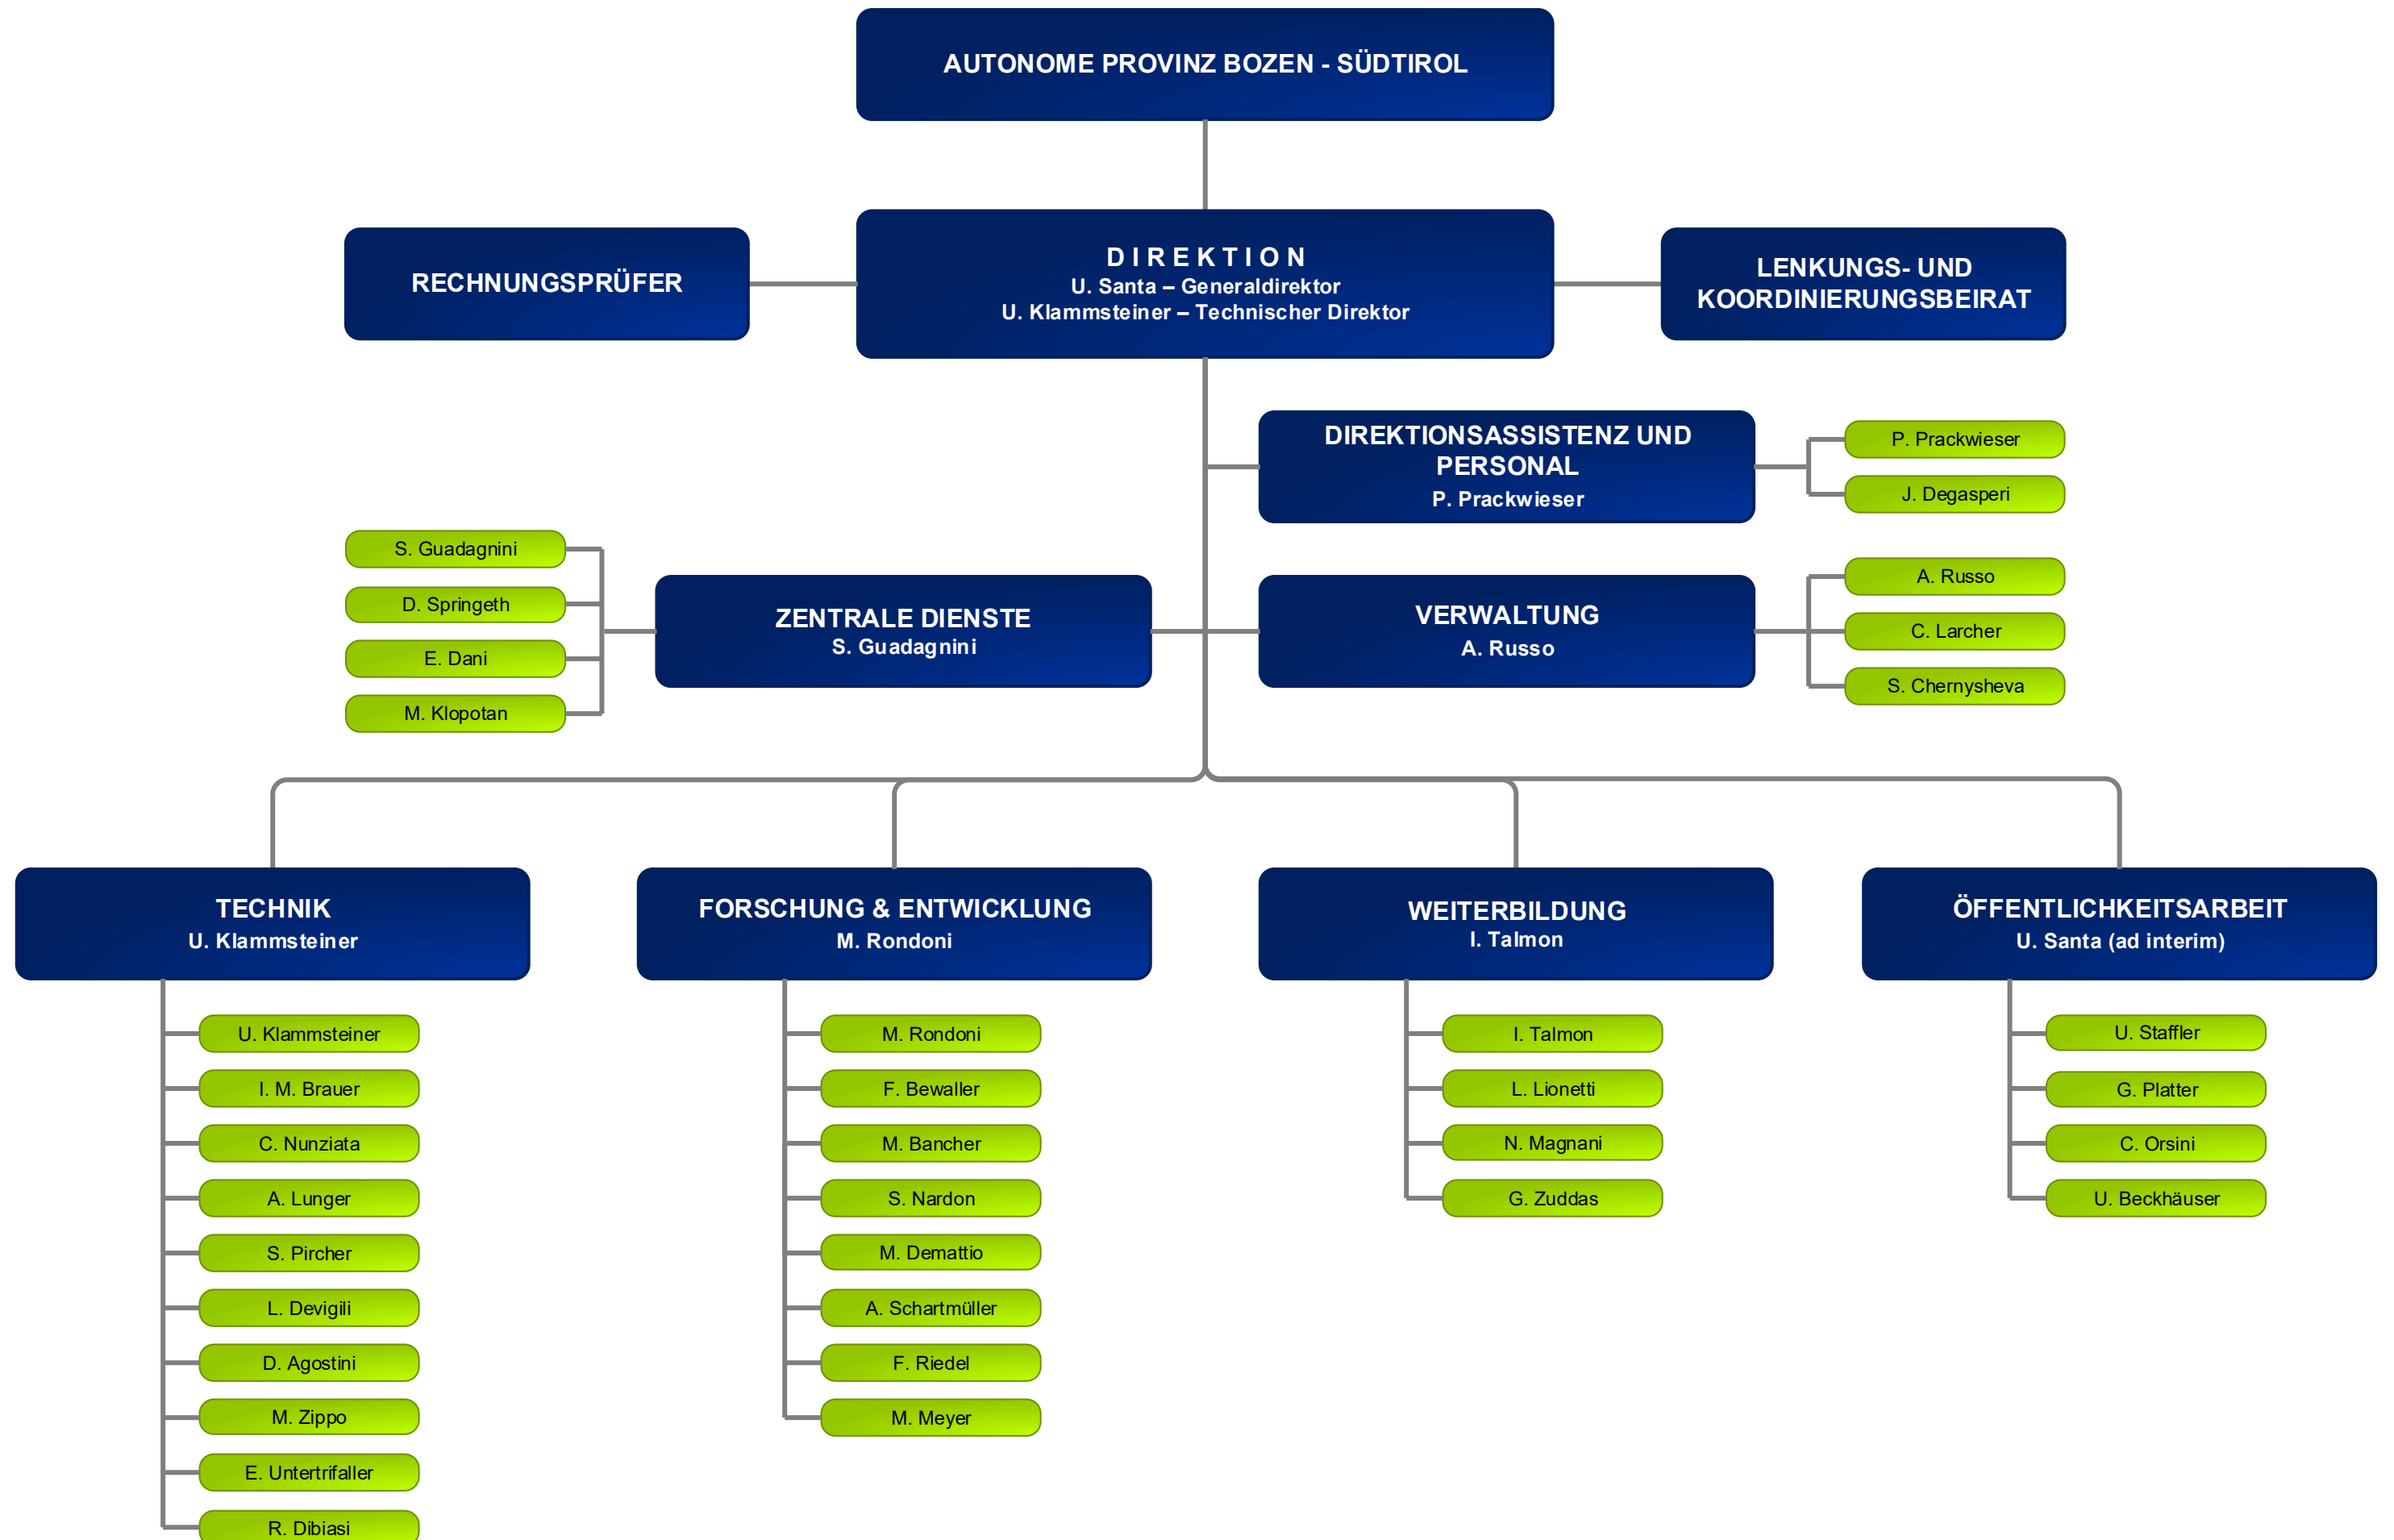 AUTONOME PROVINZ BOZEN - SÜDTIROL
RECHNUNGSPRÜFER
D I R E K T I O N
U. Santa – Generaldirektor
U. Klammsteiner – Technischer Direktor
LENKUNGS- UND
KOORDINIERUNGSBEIRAT
DIREKTIONSASSISTENZ UND
PERSONAL
P. Prackwieser
P. Prackwieser
J. Degasperi
S. Guadagnini
D. Springeth
E. Dani
M. Klopotan
ZENTRALE DIENSTE
S. Guadagnini
VERWALTUNG
A. Russo
A. Russo
C. Larcher
S. Chernysheva
TECHNIK
U. Klammsteiner
U. Klammsteiner
I. M. Brauer
C. Nunziata
A. Lunger
S. Pircher
L. Devigili
D. Agostini
M. Zippo
E. Untertrifaller
R. Dibiasi
FORSCHUNG & ENTWICKLUNG
M. Rondoni
M. Rondoni
F. Bewaller
M. Bancher
S. Nardon
M. Demattio
A. Schartmüller
F. Riedel
M. Meyer
WEITERBILDUNG
I. Talmon
I. Talmon
L. Lionetti
N. Magnani
G. Zuddas
ÖFFENTLICHKEITSARBEIT
U. Santa (ad interim)
U. Staffler
G. Platter
C. Orsini
U. Beckhäuser